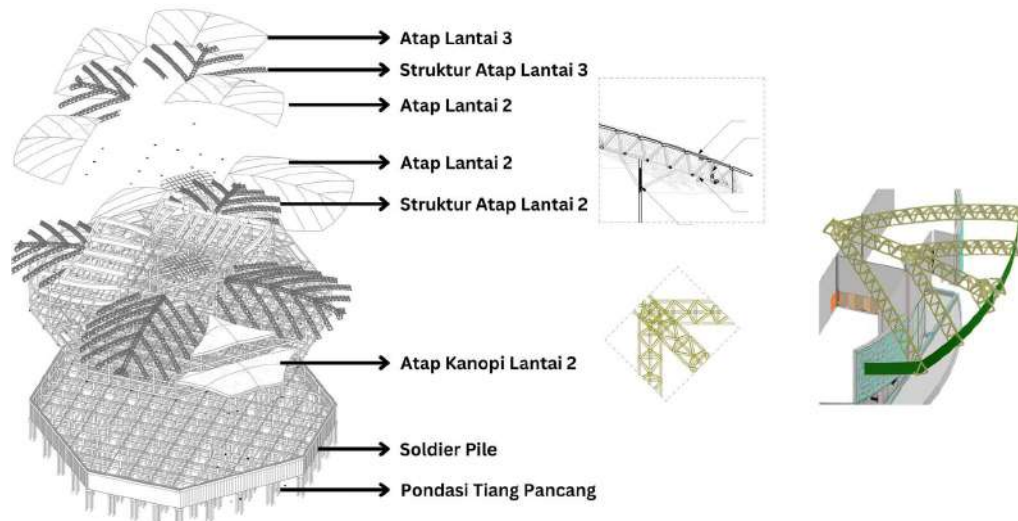 Atap Lantai 3
Struktur Atap Lantai 3
Atap Lantai 2
Atap Lantai 2
Struktur Atap Lantai 2
Atap Kanopi Lantai 2
Soldier Pile
Pondasi Tiang Pancang